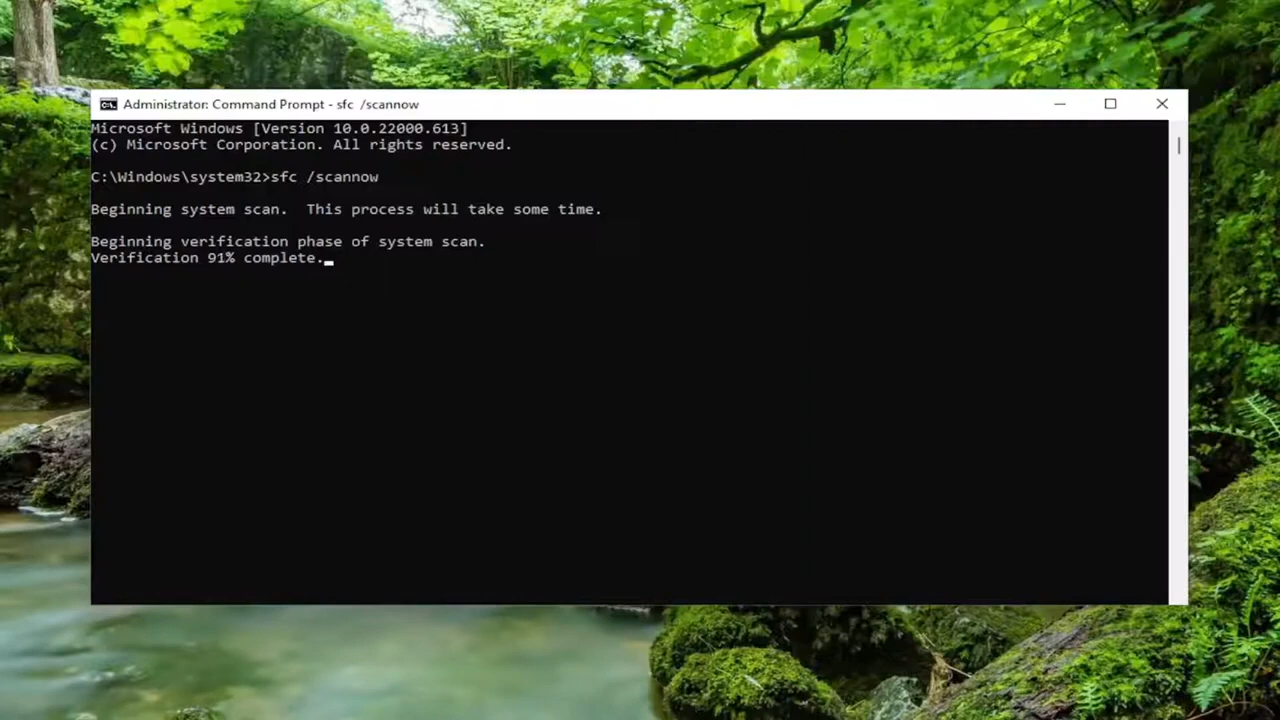 Administrator: Command Prompt - sfc  /scannow
Microsoft Windows [Version 10.0.22000.613]
(c) Microsoft Corporation. All rights reserved.
C:\Windows\system32>sfc /scannow
Beginning system scan.  This process will take some time.
Beginning verification phase of system scan.
Verification 91% complete.